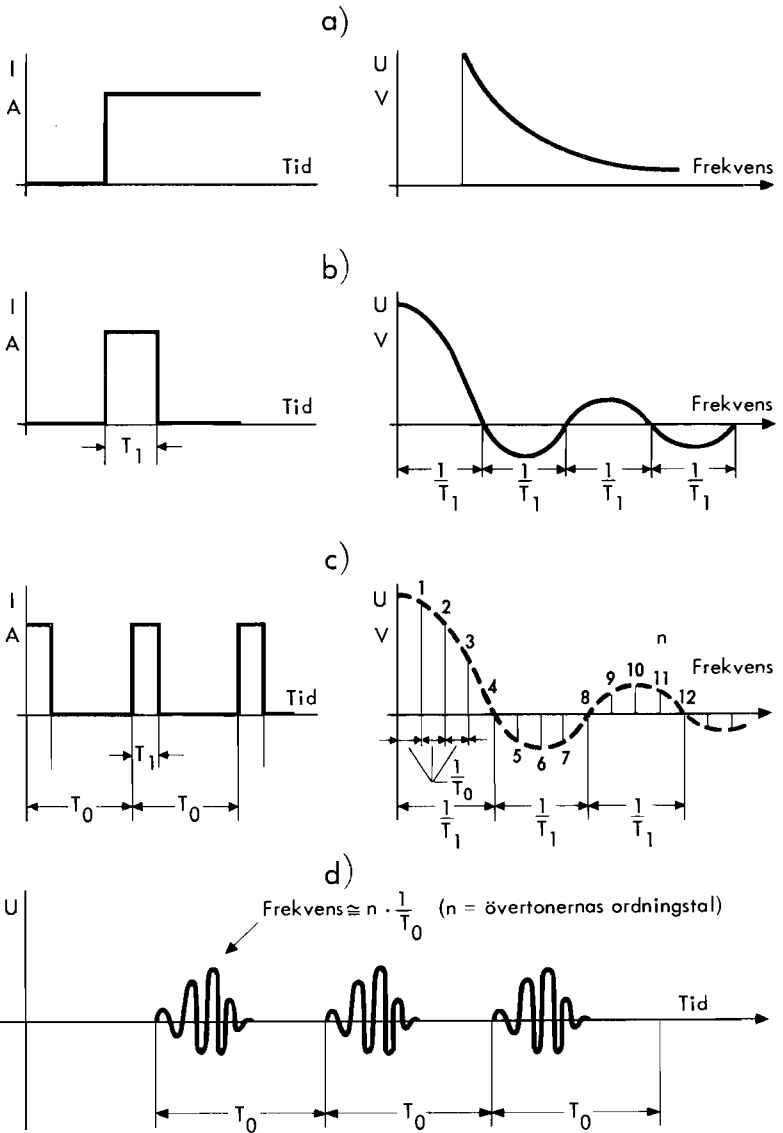 a)
I
A
Tid
U
V
Frekvens
b)
I
A
Tid
T1
U
V
Frekvens
1/T1
1/T1
1/T1
1/T1
c)
I
A
Tid
T1
T0
T0
U
V
1
2
3
4
5
6
7
8
9
10
11
12
n
Frekvens
1/T0
1/T1
1/T1
1/T1
d)
U
Frekvens ≅ n · 1/T0 (n = övertonernas ordningstal)
Tid
T0
T0
T0